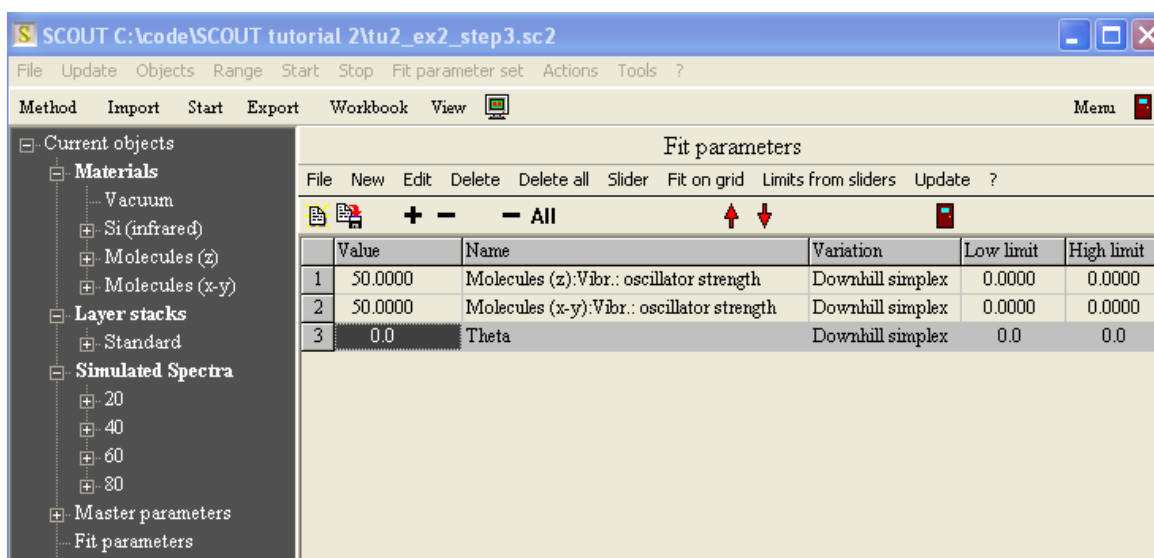 SCOUT C:\code\SCOUT tutorial 2\tu2_ex2_step3.sc2
File Update Objects Range Start Stop Fit parameter set Actions Tools ?
Method Import Start Export Workbook View Menu
Current objects
Materials
Vacuum
Si (infrared)
Molecules (z)
Molecules (x-y)
Layer stacks
Standard
Simulated Spectra
20
40
60
80
Master parameters
Fit parameters
Fit parameters
File New Edit Delete Delete all Slider Fit on grid Limits from sliders Update ?
All
Value Name Variation Low limit High limit
1 50.0000 Molecules (z):Vibr.: oscillator strength Downhill simplex 0.0000 0.0000
2 50.0000 Molecules (x-y):Vibr.: oscillator strength Downhill simplex 0.0000 0.0000
3 0.0 Theta Downhill simplex 0.0 0.0